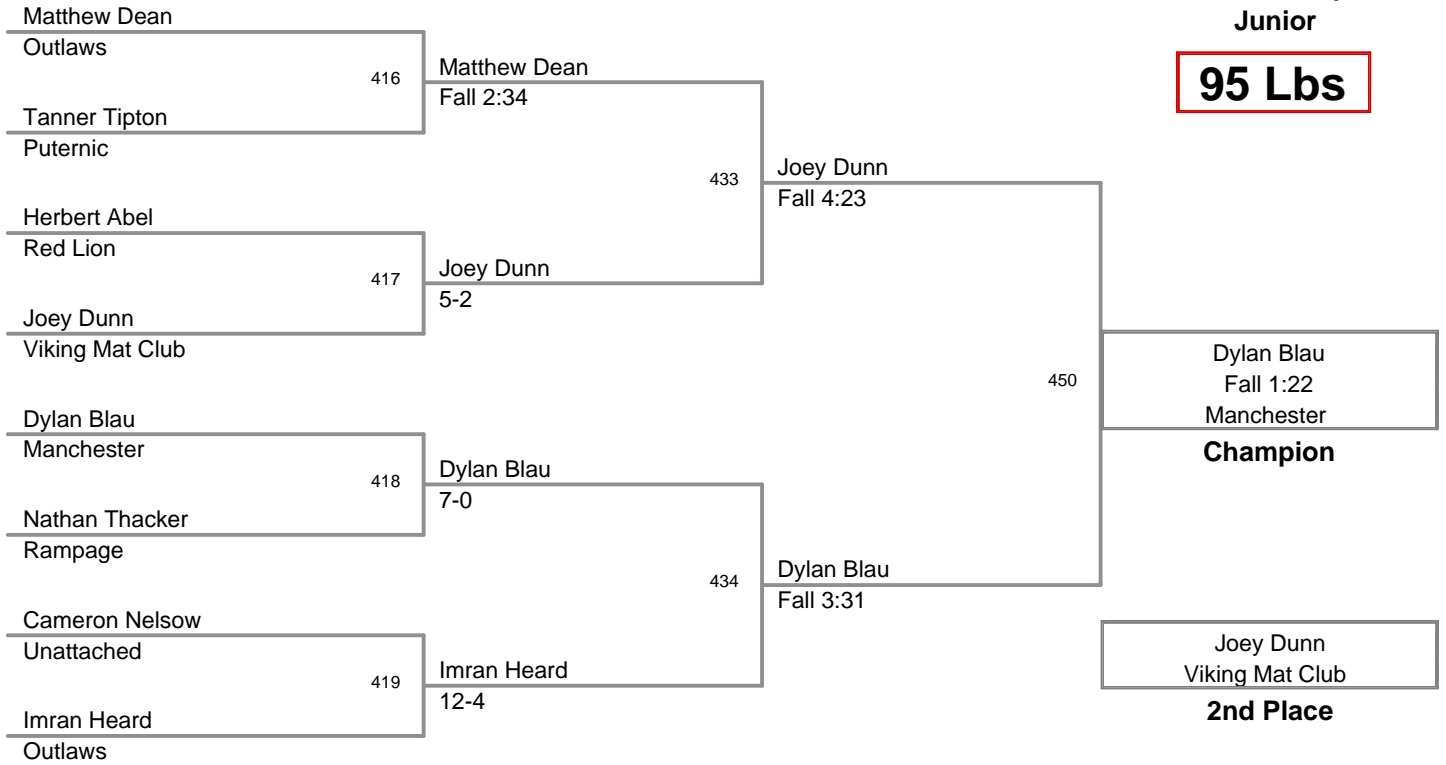 Junior
95 Lbs
Matthew Dean
Outlaws
416
Tanner Tipton
Puternic
Matthew Dean
Fall 2:34
Herbert Abel
Red Lion
417
Joey Dunn
Viking Mat Club
Joey Dunn
5-2
433
Joey Dunn
Fall 4:23
Dylan Blau
Manchester
418
Nathan Thacker
Rampage
Dylan Blau
7-0
Cameron Nelsow
Unattached
419
Imran Heard
Outlaws
Imran Heard
12-4
434
Dylan Blau
Fall 3:31
450
Dylan Blau
Fall 1:22
Manchester
Champion
Joey Dunn
Viking Mat Club
2nd Place